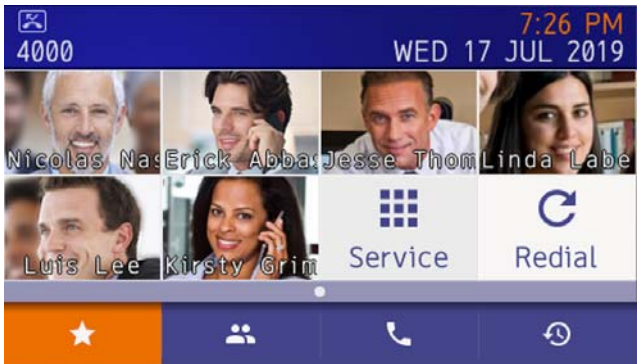 7:26 PM
4000 WED 17 JUL 2019
Nicolas Nas Erick Abbas Jesse Thom Linda Labe
Luis Lee Kirsty Grim Service Redial